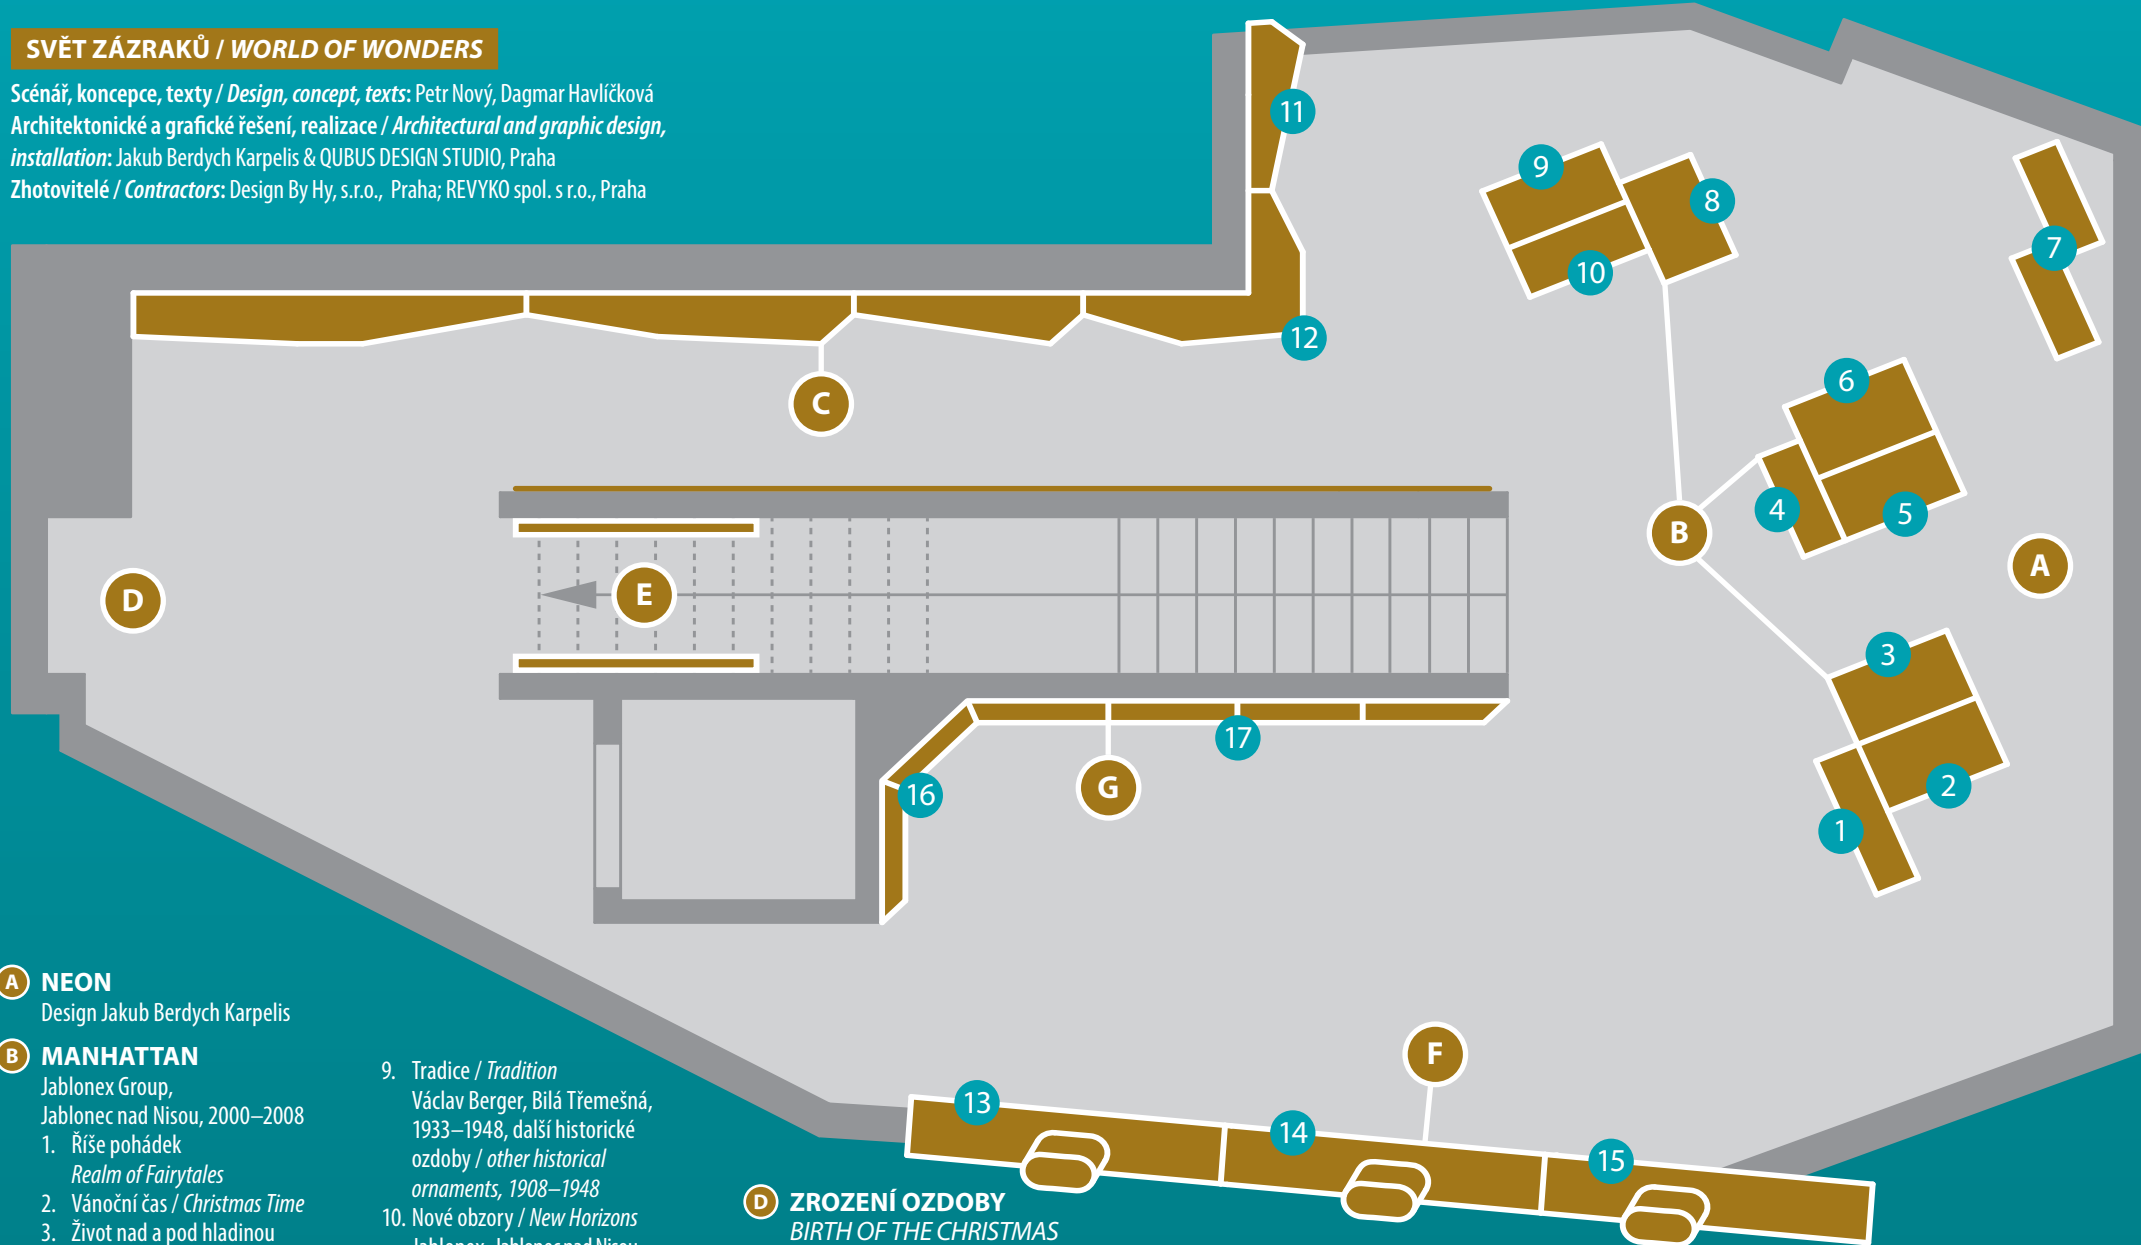 SVĚT ZÁZRAKŮ / WORLD OF WONDERS
Scénář, koncepce, texty / Design, concept, texts: Petr Nový, Dagmar Havlíčková
Architektonické a grafické řešení, realizace / Architectural and graphic design,
installation: Jakub Berdych Karpelis & QUBUS DESIGN STUDIO, Praha
Zhotovitelé / Contractors: Design By Hy, s.r.o., Praha; REVYKO spol. s r.o., Praha
11
9
8
10
7
12
6
C
4
5
B
A
D
E
3
17
16
G
2
1
F
13
14
15
A NEON
Design Jakub Berdych Karpelis
B MANHATTAN
Jablonex Group,
Jablonec nad Nisou, 2000–2008
1. Říše pohádek
Realm of Fairytales
2. Vánoční čas / Christmas Time
3. Život nad a pod hladinou
9. Tradice / Tradition
Václav Berger, Bilá Třemešná,
1933–1948, další historické
ozdoby / other historical
ornaments, 1908–1948
10. Nové obzory / New Horizons
Jablonex, Jablonec nad Nisou
D ZROZENÍ OZDOBY
BIRTH OF THE CHRISTMAS